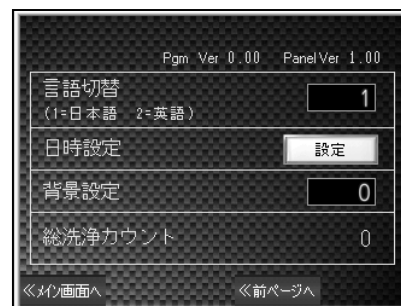 Pgm Ver 0.00 Panel Ver 1.00
言語切替 1
(1=日本語 2=英語)
日時設定 設定
背景設定 0
総洗浄カウント 0
≪メイン画面へ ≪前ページへ